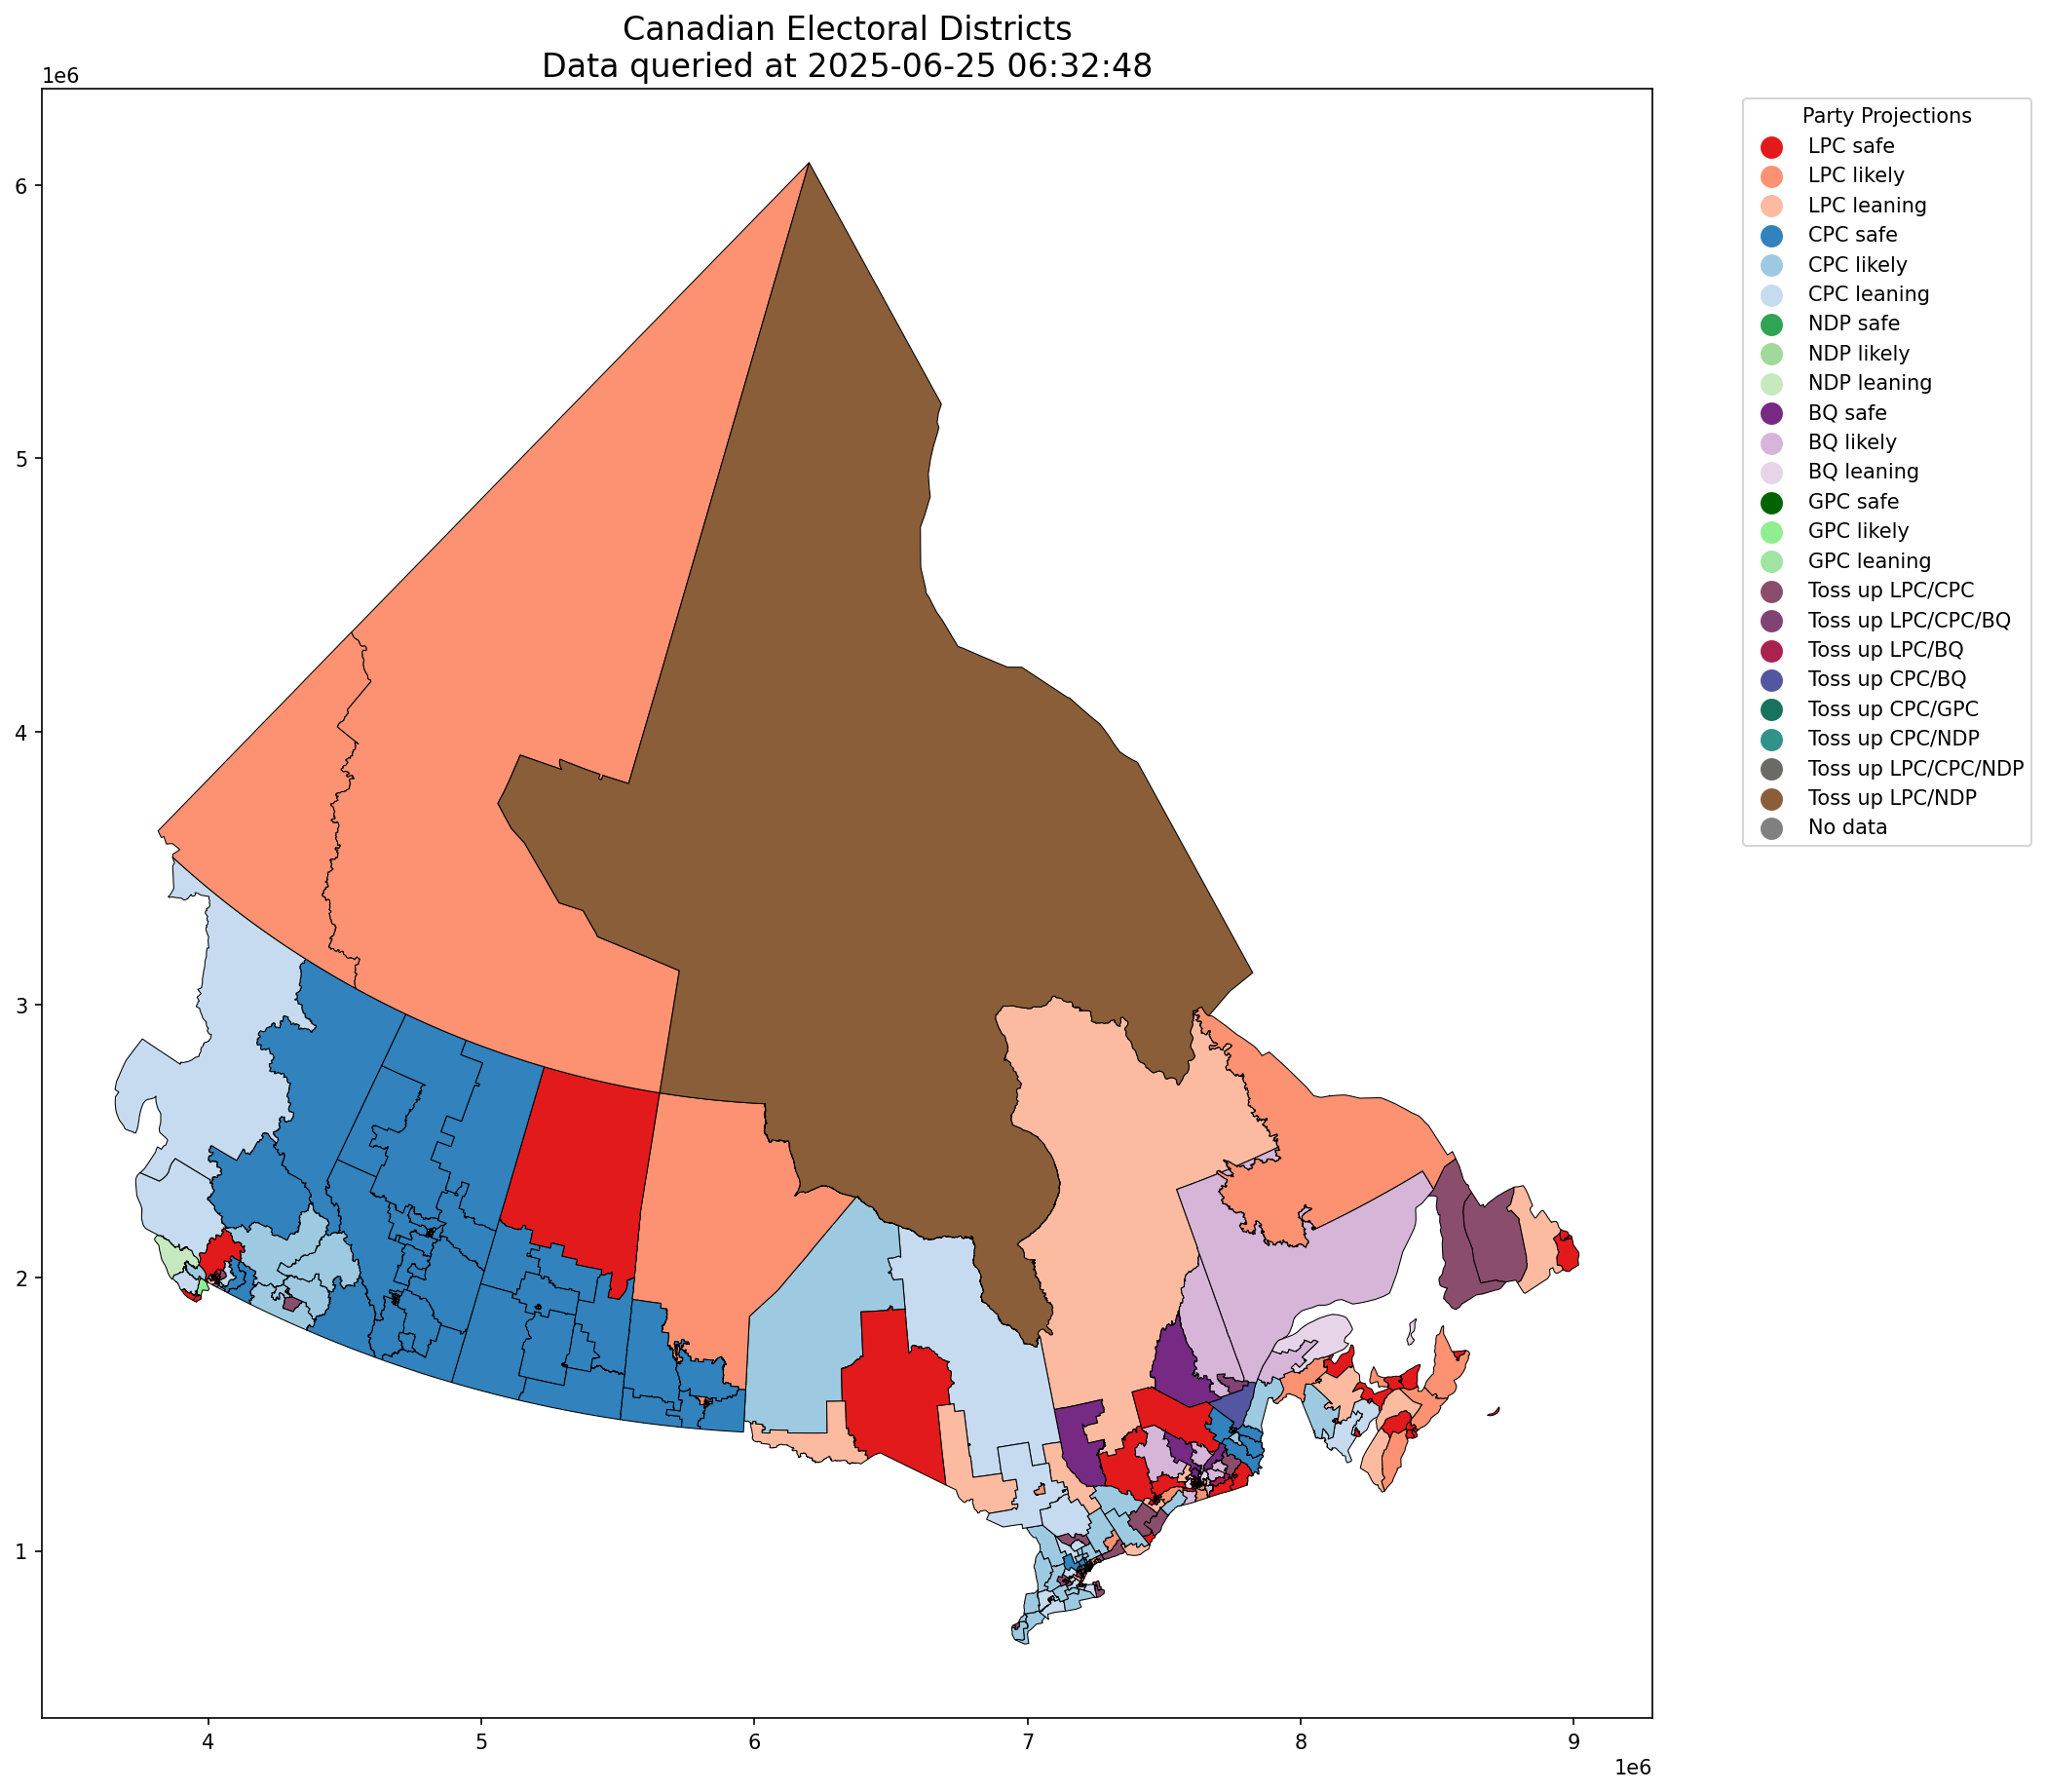 Canadian Electoral Districts
Data queried at 2025-06-25 06:32:48
1e6
6
5
4
3
2
1
4
5
6
7
8
9
1e6
Party Projections
LPC safe
LPC likely
LPC leaning
CPC safe
CPC likely
CPC leaning
NDP safe
NDP likely
NDP leaning
BQ safe
BQ likely
BQ leaning
GPC safe
GPC likely
GPC leaning
Toss up LPC/CPC
Toss up LPC/CPC/BQ
Toss up LPC/BQ
Toss up CPC/BQ
Toss up CPC/GPC
Toss up CPC/NDP
Toss up LPC/CPC/NDP
Toss up LPC/NDP
No data